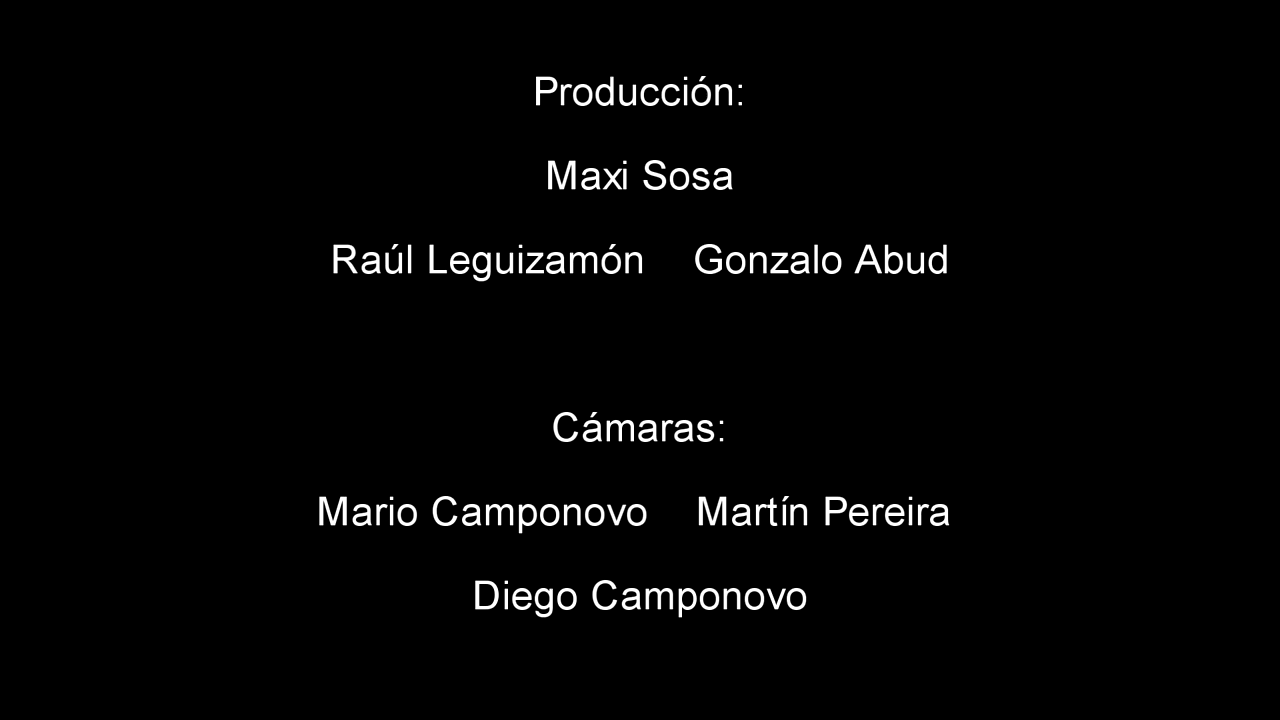 Producción:
Maxi Sosa
Raúl Leguizamón Gonzalo Abud
Cámaras:
Mario Camponovo Martín Pereira
Diego Camponovo